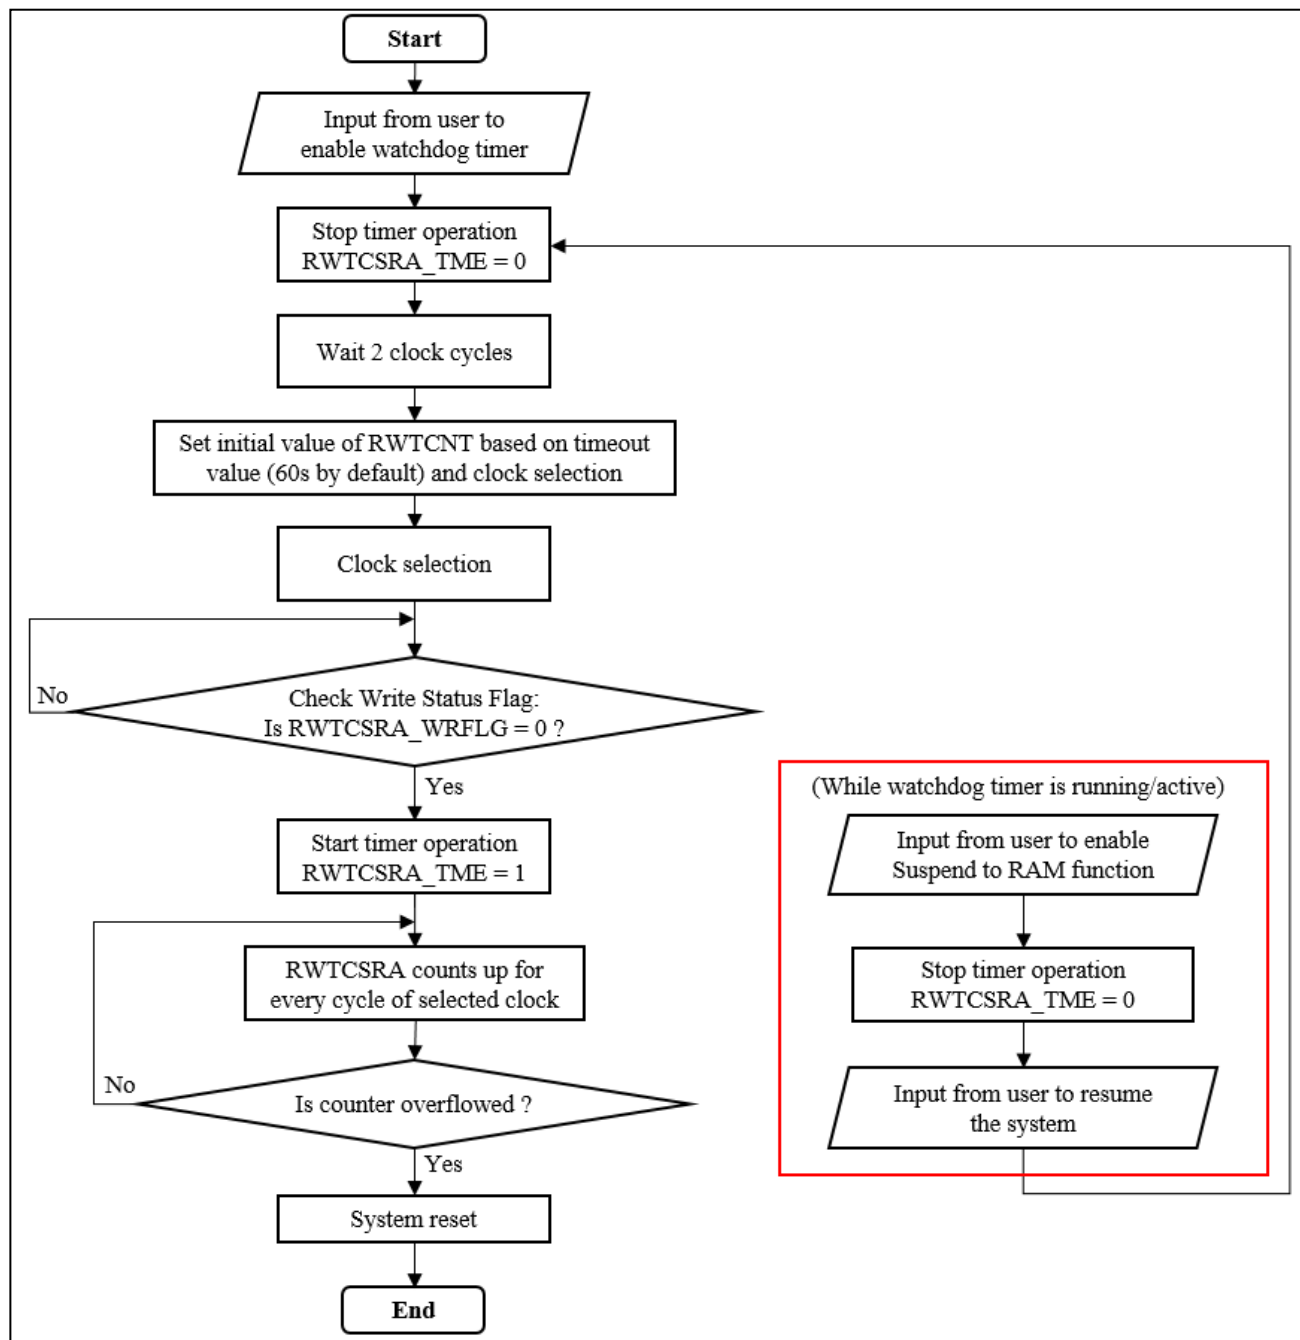 Start
Input from user to
enable watchdog timer
Stop timer operation
RWTCSRA_TME = 0
Wait 2 clock cycles
Set initial value of RWTCNT based on timeout
value (60s by default) and clock selection
Clock selection
No
Check Write Status Flag:
Is RWTCSRA_WRFLG = 0 ?
Yes
Start timer operation
RWTCSRA_TME = 1
RWTCSRA counts up for
every cycle of selected clock
No
Is counter overflowed ?
Yes
System reset
End
(While watchdog timer is running/active)
Input from user to enable
Suspend to RAM function
Stop timer operation
RWTCSRA_TME = 0
Input from user to resume
the system